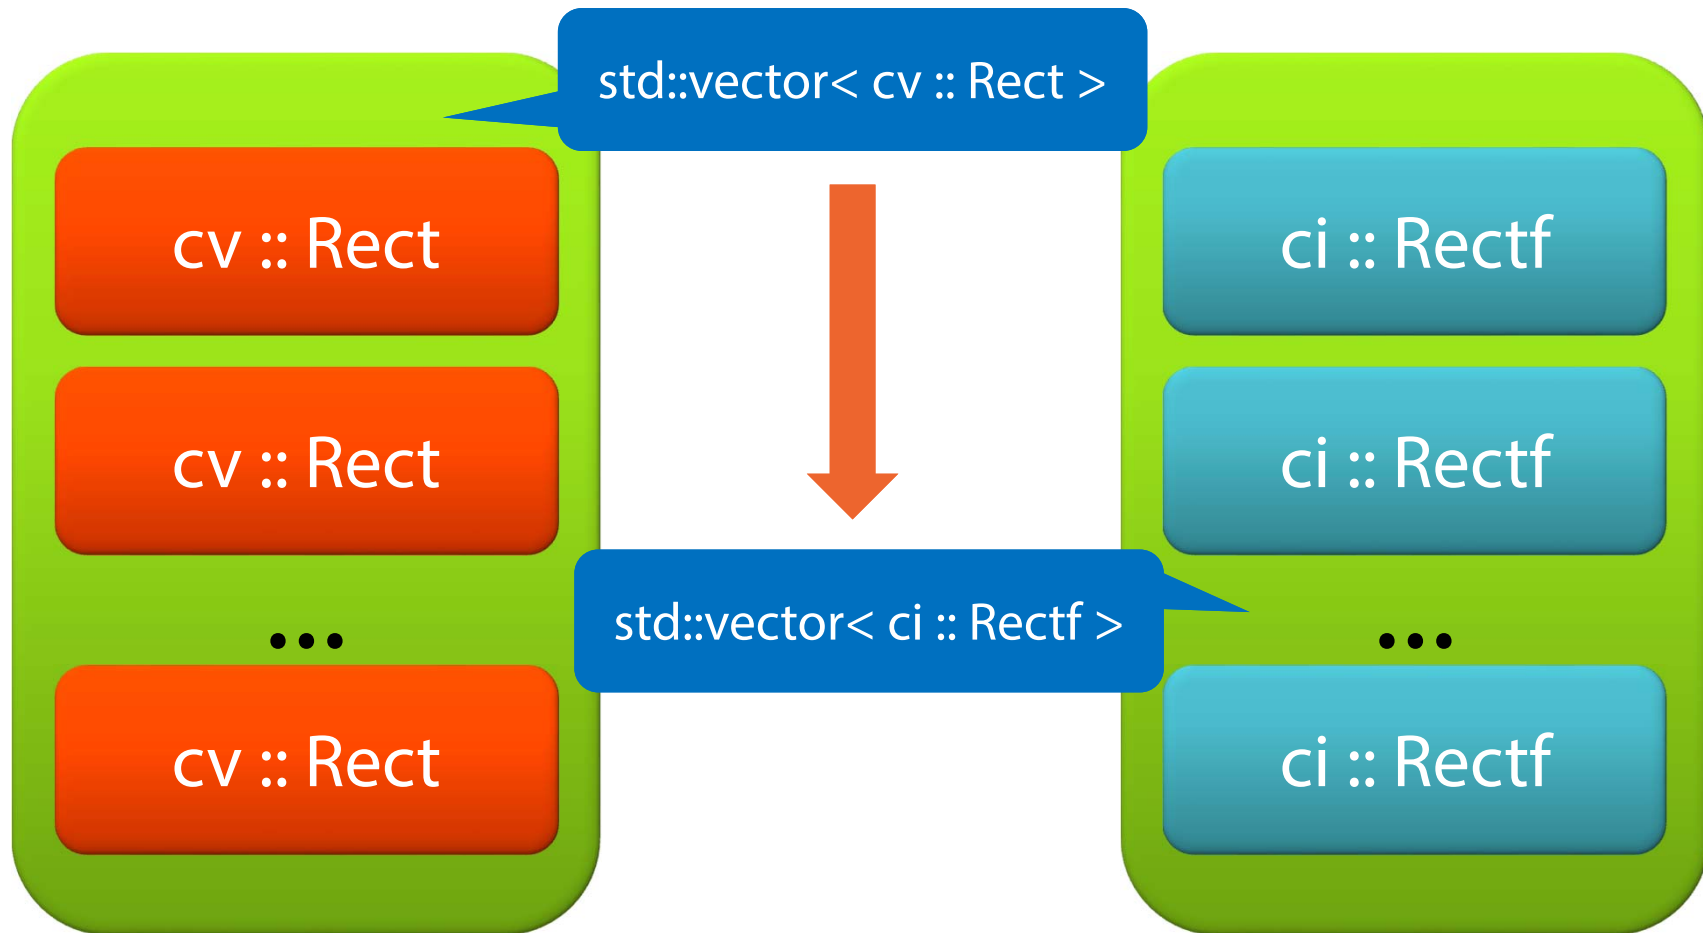 std::vector< cv :: Rect >
cv :: Rect
cv :: Rect
...
cv :: Rect
std::vector< ci :: Rectf >
ci :: Rectf
ci :: Rectf
...
ci :: Rectf